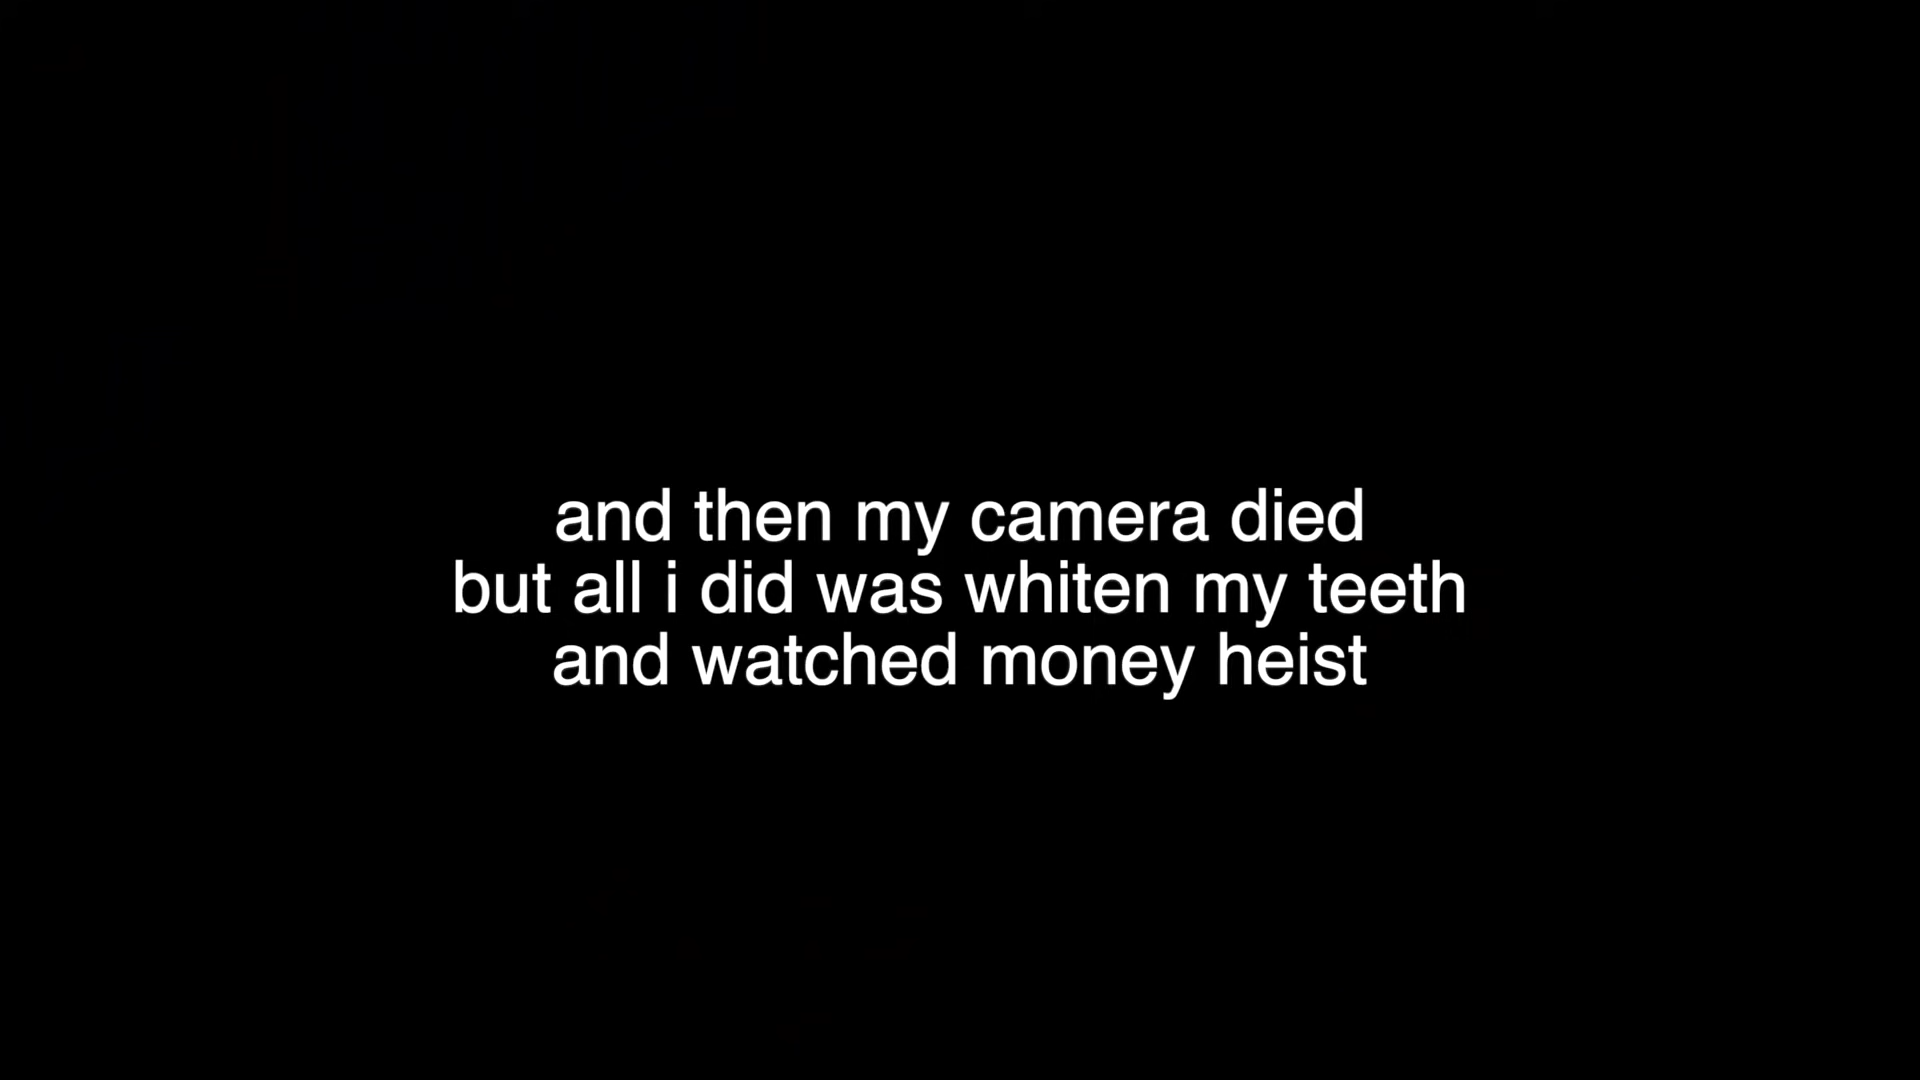 and then my camera died
but all i did was whiten my teeth
and watched money heist